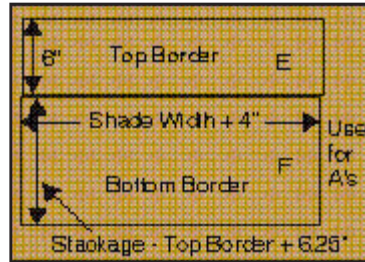 6"
Top Border
E
Shade Width + 4"
Use
for
A's
F
Bottom Border
Stackage - Top Border + 6.25"